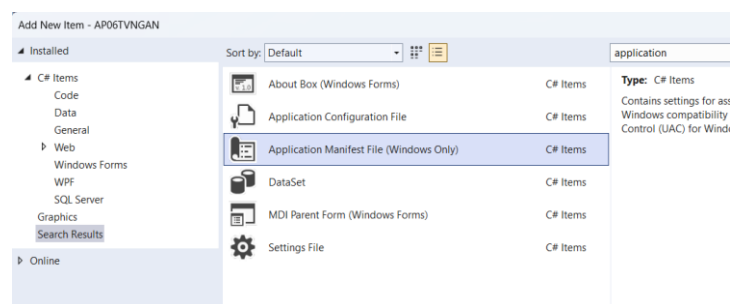 Add New Item - AP06TVNGAN
Installed
Sort by: Default
application
C# Items
Code
Data
General
Web
Windows Forms
WPF
SQL Server
Graphics
Search Results
Online
About Box (Windows Forms) C# Items
Application Configuration File C# Items
Application Manifest File (Windows Only) C# Items
DataSet C# Items
MDI Parent Form (Windows Forms) C# Items
Settings File C# Items
Type: C# Items
Contains settings for
Windows compatibility
Control (UAC) for